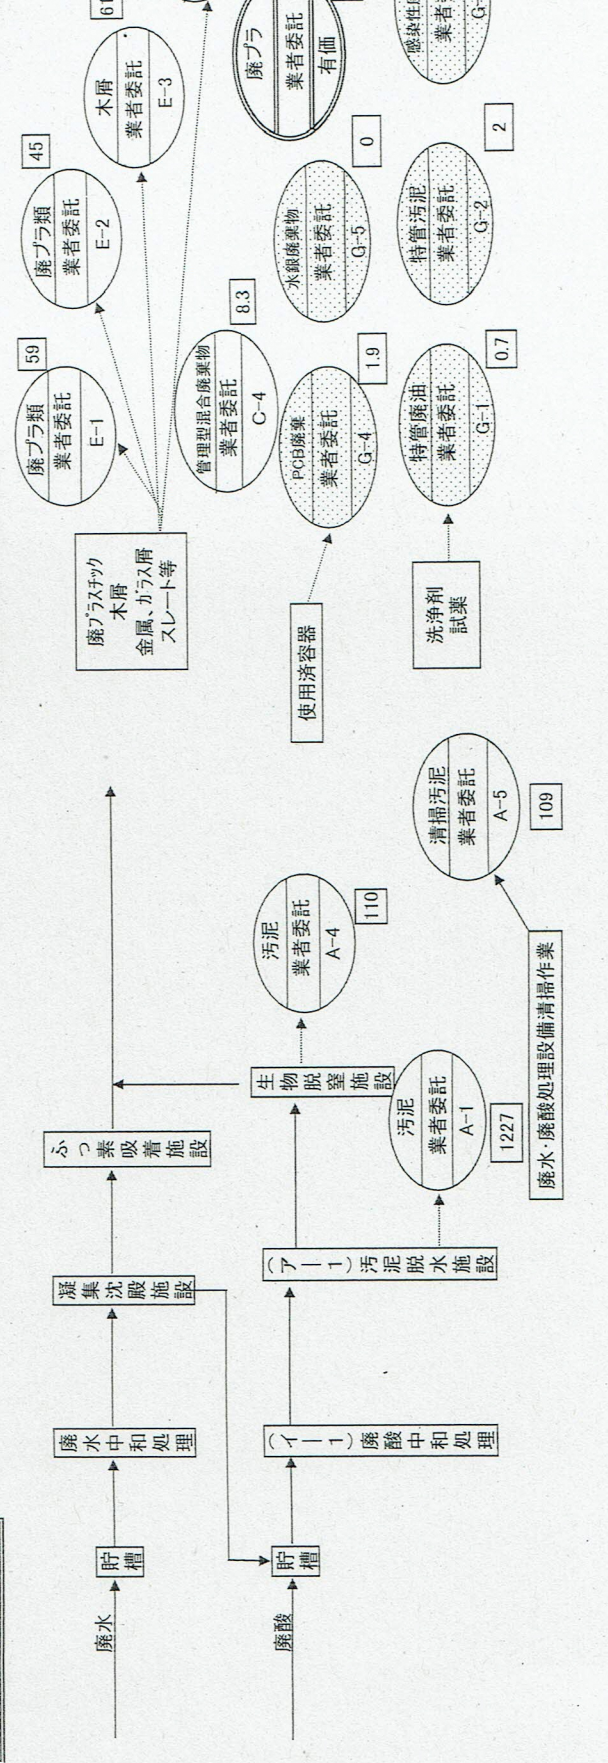 廃水
貯槽
廃水中和処理
凝集沈殿施設
ふっ素吸着施設
廃酸
貯槽
(イー1)廃酸中和処理
(アー1)汚泥脱水施設
生物脱窒施設
汚泥
業者委託
A-1
1227
汚泥
業者委託
A-4
110
廃水・廃酸処理設備清掃作業
清掃汚泥
業者委託
A-5
109
廃プラスチック
木屑
金属、ガラス屑
スレート等
廃プラ類
業者委託
E-1
59
廃プラ類
業者委託
E-2
45
木屑
業者委託
E-3
61
管理型混合廃棄物
業者委託
C-4
8.3
廃プラ
業者委託
有価
使用済容器
PCB廃棄
業者委託
G-4
1.9
水銀廃棄物
業者委託
G-5
0
洗浄剤
試薬
特管廃油
業者委託
G-1
0.7
特管汚泥
業者委託
G-2
2
感染性
業者
G-